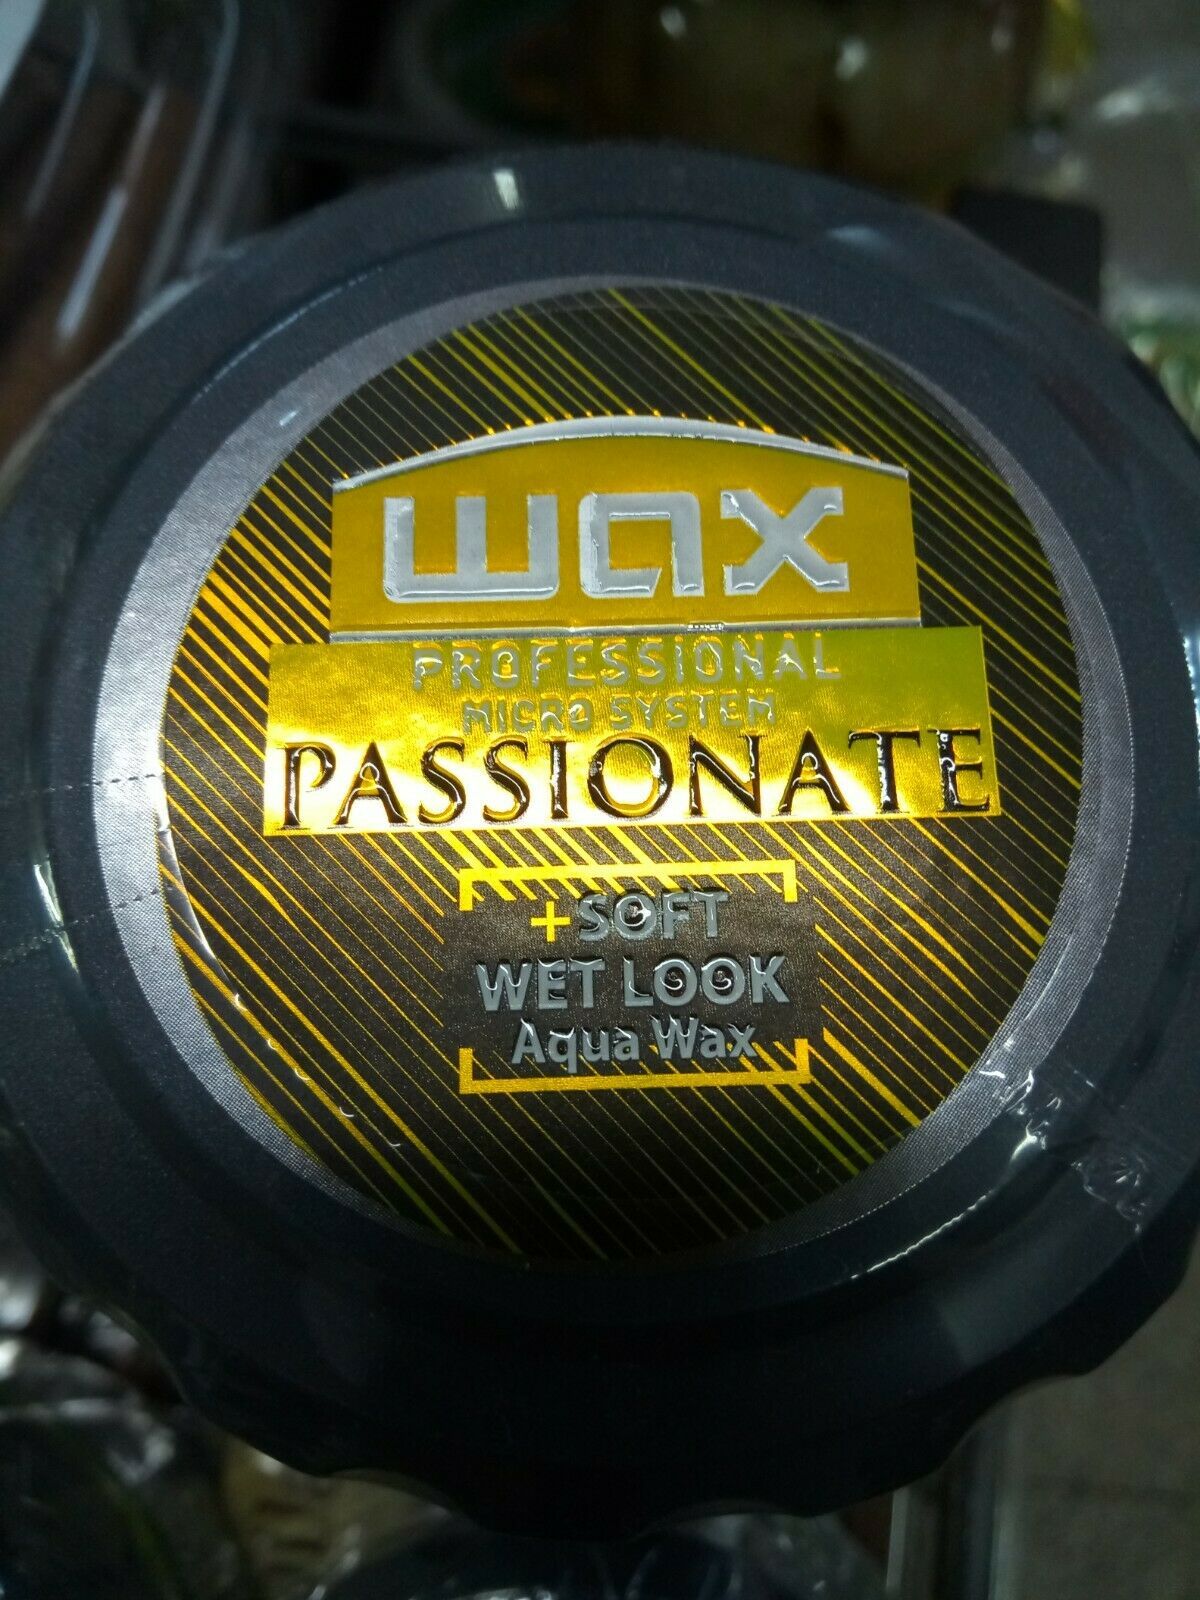 wax
PROFESSIONAL
MICRO SYSTEM
PASSIONATE
+SOFT
WET LOOK
Aqua Wax